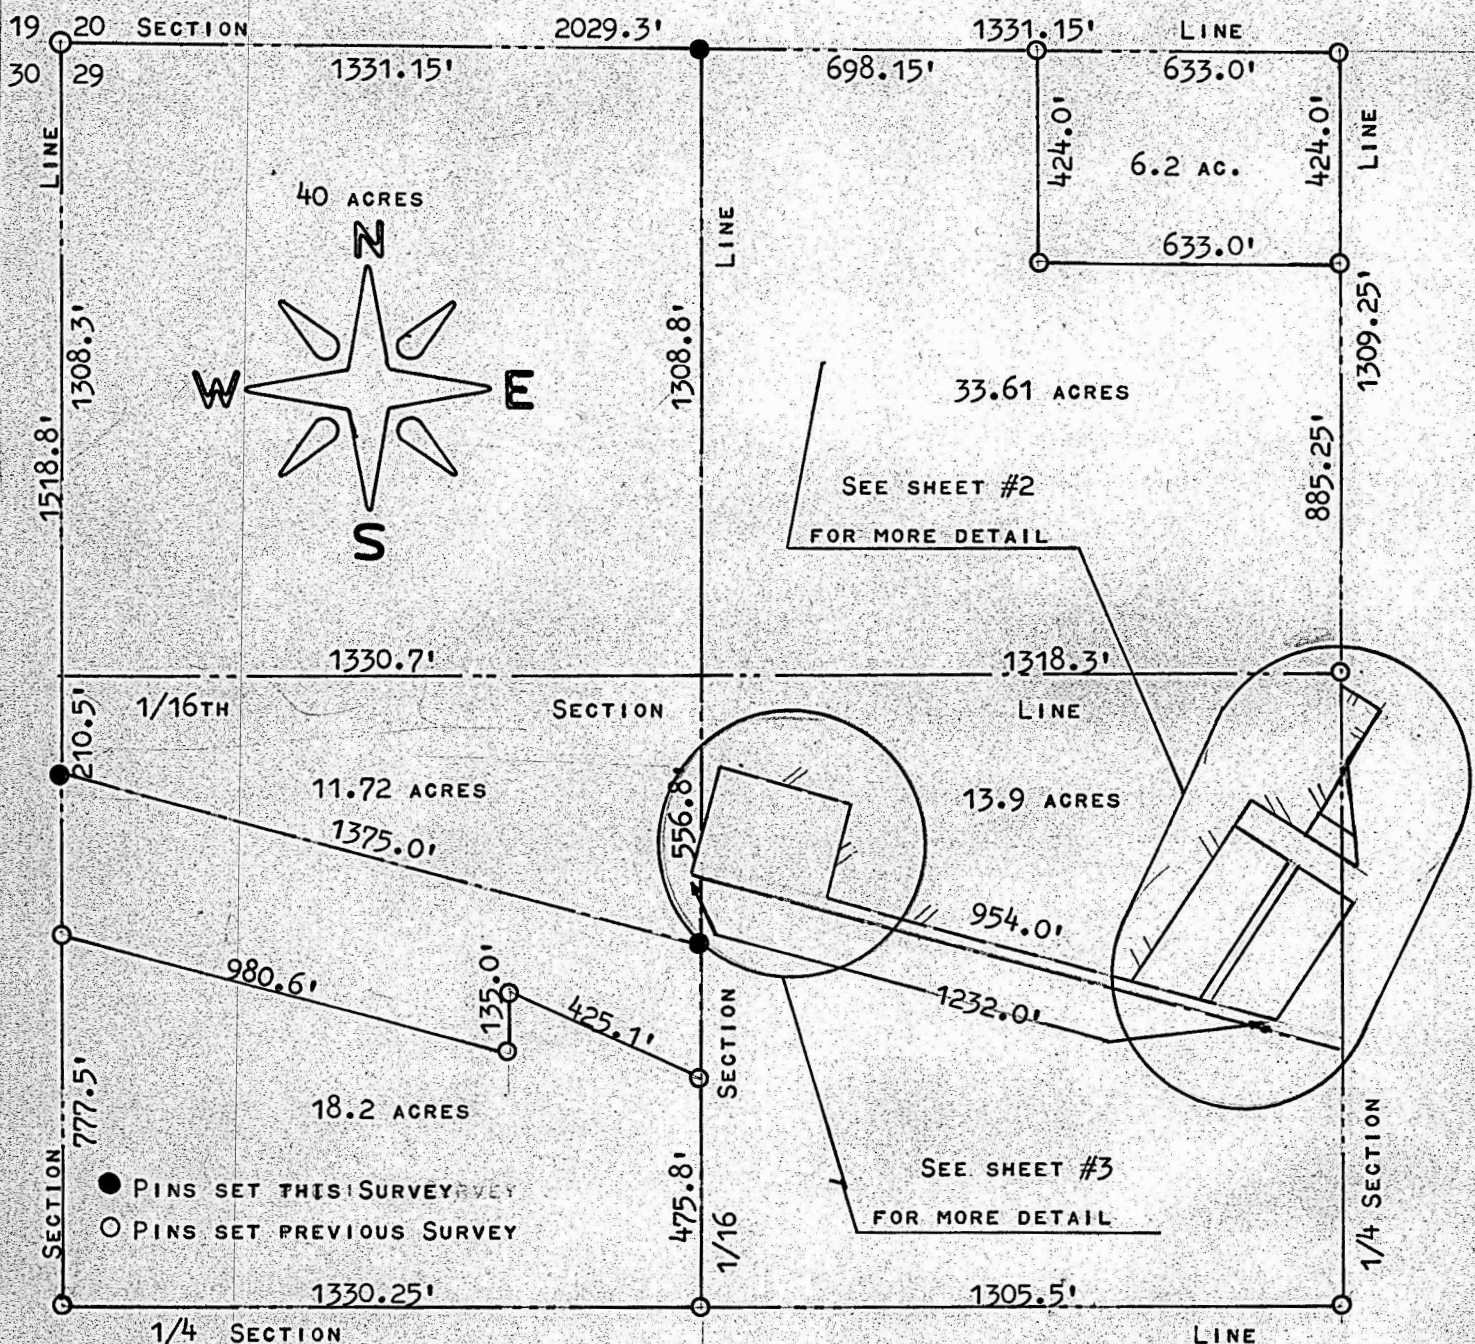 19 20 SECTION 2029.3' 1331.15' LINE
30 29 1331.15' 698.15' 633.0'
LINE
424.0'
6.2 AC.
424.0'
LINE
40 ACRES
N
LINE
633.0'
1308.3'
W
E
1308.8'
33.61 ACRES
1309.25'
1518.8'
SEE SHEET #2
FOR MORE DETAIL
885.25'
S
1330.7'
1318.3'
1/16TH SECTION LINE
210.5'
11.72 ACRES
556.8'
13.9 ACRES
1375.0'
954.0'
980.6'
135.0'
425.1'
1232.0'
SECTION
18.2 ACRES
777.5'
SECTION
PINS SET THIS SURVEY
PINS SET PREVIOUS SURVEY
475.8'
1/16
SEE SHEET #3
FOR MORE DETAIL
1/4 SECTION
1330.25'
1305.5'
1/4 SECTION LINE